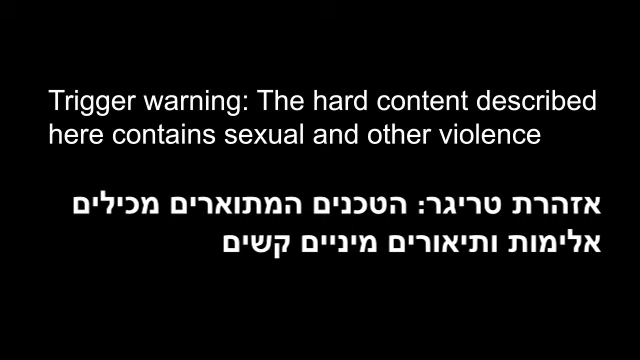 Trigger warning: The hard content described
here contains sexual and other violence
אזהרת טריגר: הטכנים המתוארים מכילים
אלימות ותיאורים מיניים קשים